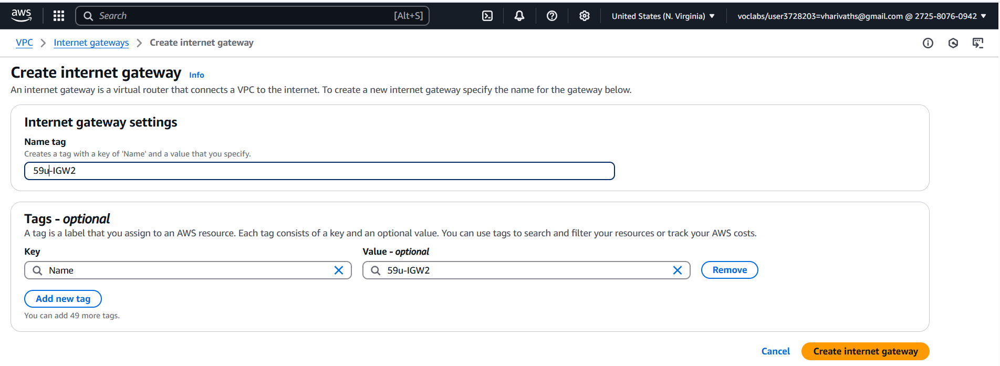 aws
Search [Alt+S] United States (N. Virginia) voclabs/user3728203=vharivaths@gmail.com @ 2725-8076-0942
VPC Internet gateways Create internet gateway
Create internet gateway Info
An internet gateway is a virtual router that connects a VPC to the internet. To create a new internet gateway specify the name for the gateway below.
Internet gateway settings
Name tag
Creates a tag with a key of 'Name' and a value that you specify.
59u-IGW2
Tags - optional
A tag is a label that you assign to an AWS resource. Each tag consists of a key and an optional value. You can use tags to search and filter your resources or track your AWS costs.
Key Value - optional
Name 59u-IGW2 Remove
Add new tag
You can add 49 more tags.
Cancel Create internet gateway